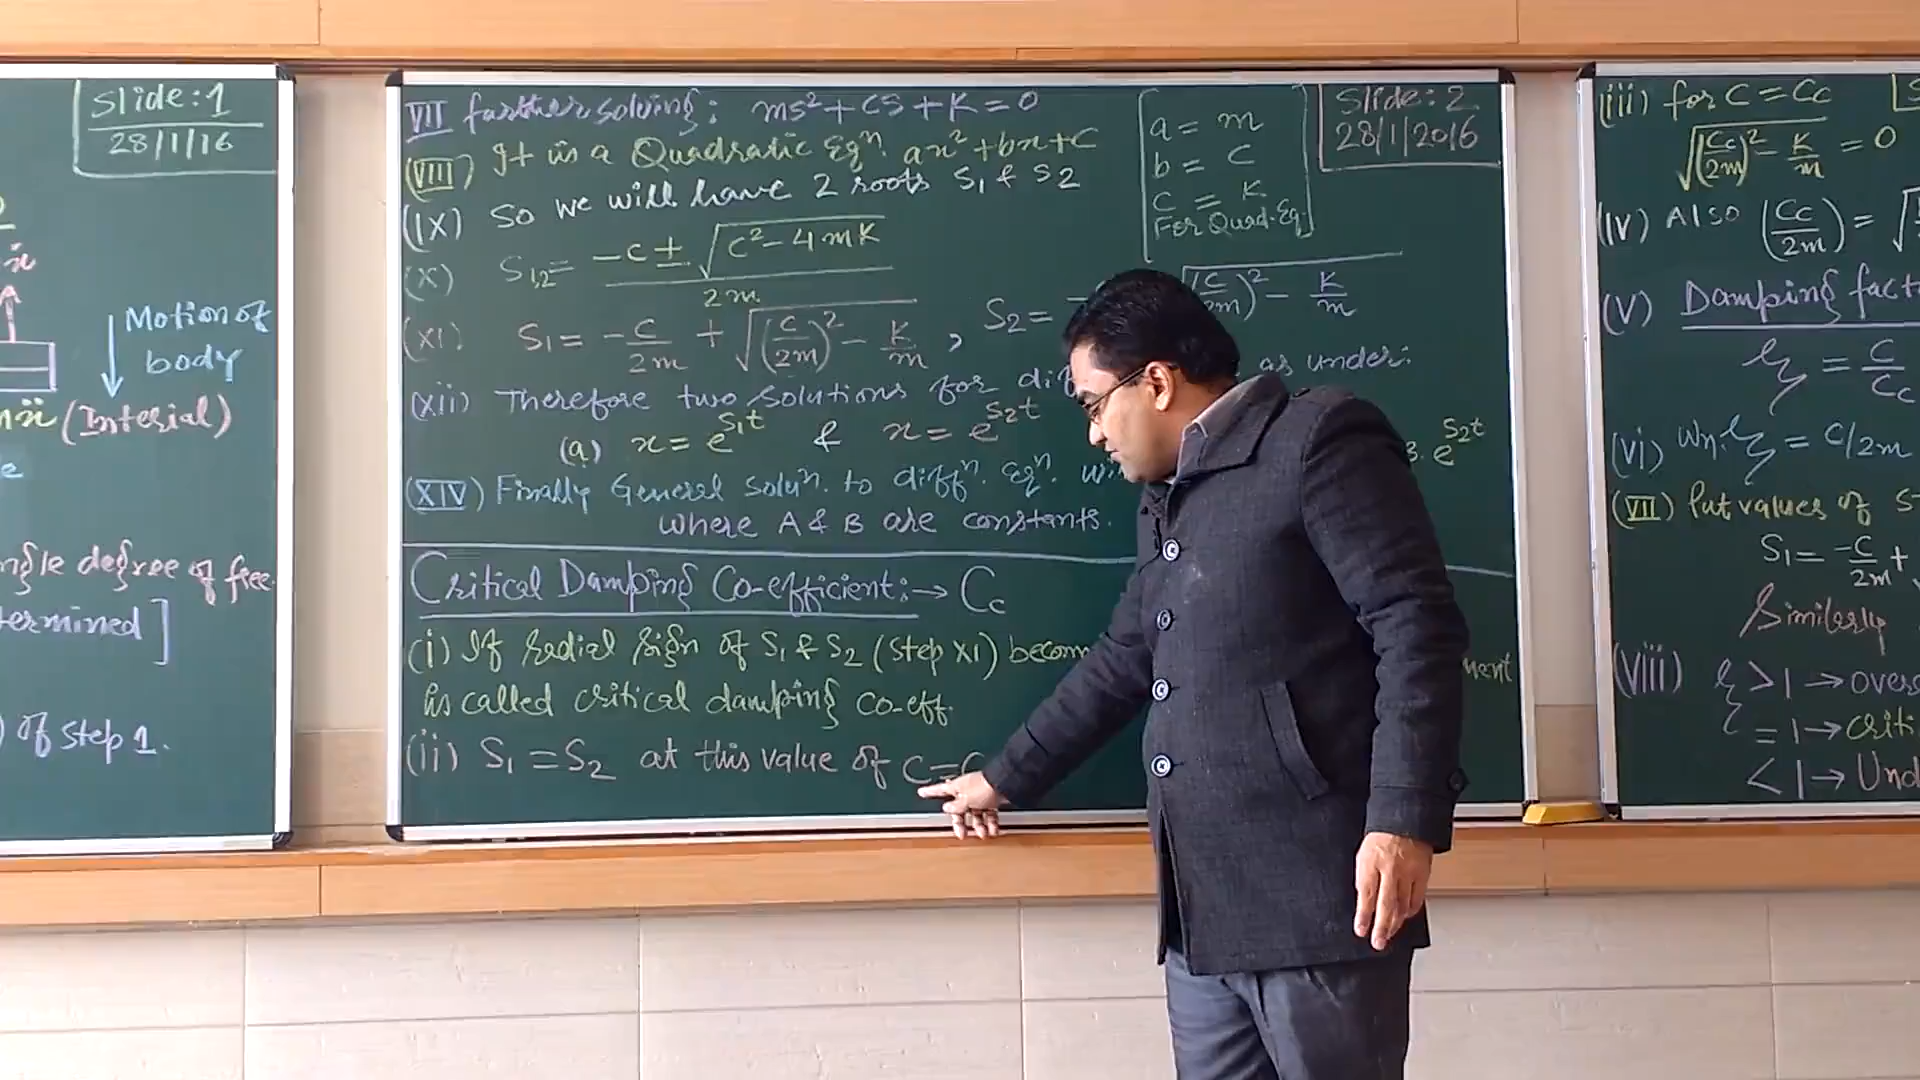 Slide:1
28/1/16
Motion of
body
(Interial)
ngle degree of free
termined]
) of step 1.
VII farther solving: ms²+cs+K=0
(VIII) It is a Quadratic Eqⁿ. ax²+bx+c
(IX) So we will have 2 roots S₁ & S₂
(X) S₁,₂= (-c ± √(c²-4mK))/2m
(XI) S₁= -c/2m + √((c/2m)² - K/m) , S₂= (c/2m)² - K/m
(xii) Therefore two solutions for diff as under:
(a) x=e^(S₁t) & x=e^(S₂t) B.e^(S₂t)
(XIV) Finally General Soluⁿ. to diffⁿ. Eqⁿ. wi
where A & B are constants.
a = m
b = c
c = K
For Quad.Eq.
Slide:2
28/1/2016
Critical Damping Co-efficient:→ Cc
(i) If radial sign of S₁ & S₂ (Step XI) becom ment
is called critical damping co-eff.
(ii) S₁=S₂ at this value of C=C
(iii) for C=Cc
√((Cc/2m)² - K/m) = 0
(iv) Also (Cc/2m) = √
(V) Damping fact
ξ = C/Cc
(vi) Wn.ξ = C/2m
(VII) Put values of S
S₁= -c/2m +
Similarly
(viii) ξ >1→overd
=1→criti
<1→Und